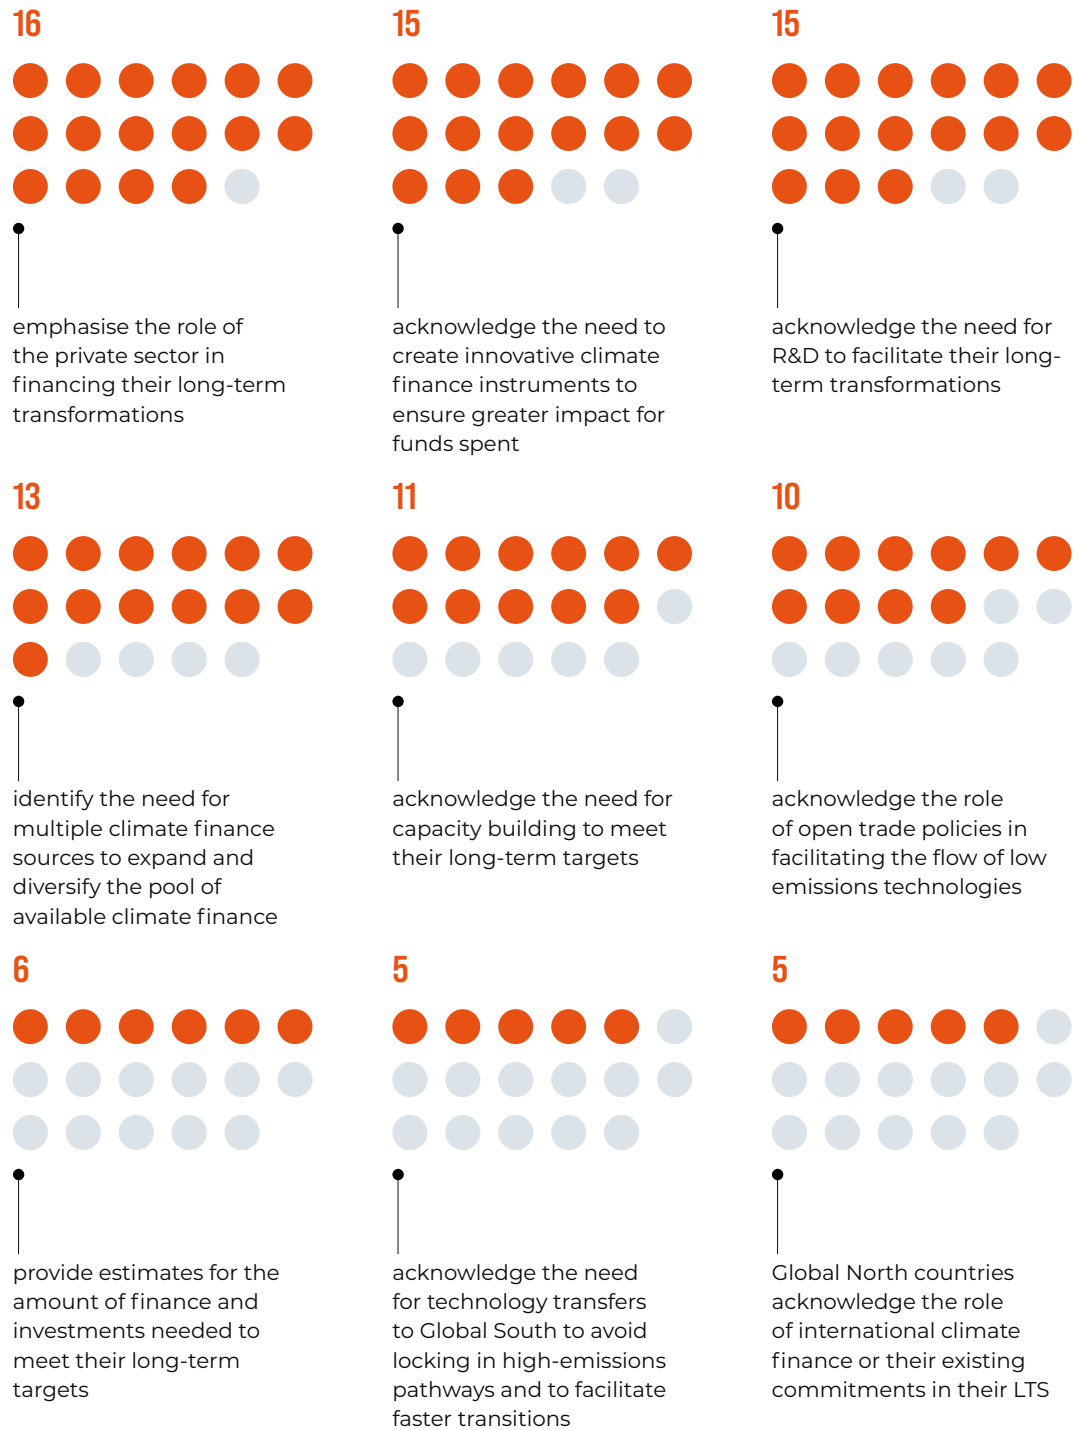 16
emphasise the role of
the private sector in
financing their long-term
transformations
15
acknowledge the need to
create innovative climate
finance instruments to
ensure greater impact for
funds spent
15
acknowledge the need for
R&D to facilitate their long-
term transformations
13
identify the need for
multiple climate finance
sources to expand and
diversify the pool of
available climate finance
11
acknowledge the need for
capacity building to meet
their long-term targets
10
acknowledge the role
of open trade policies in
facilitating the flow of low
emissions technologies
6
provide estimates for the
amount of finance and
investments needed to
meet their long-term
targets
5
acknowledge the need
for technology transfers
to Global South to avoid
locking in high-emissions
pathways and to facilitate
faster transitions
5
Global North countries
acknowledge the role
of international climate
finance or their existing
commitments in their LTS